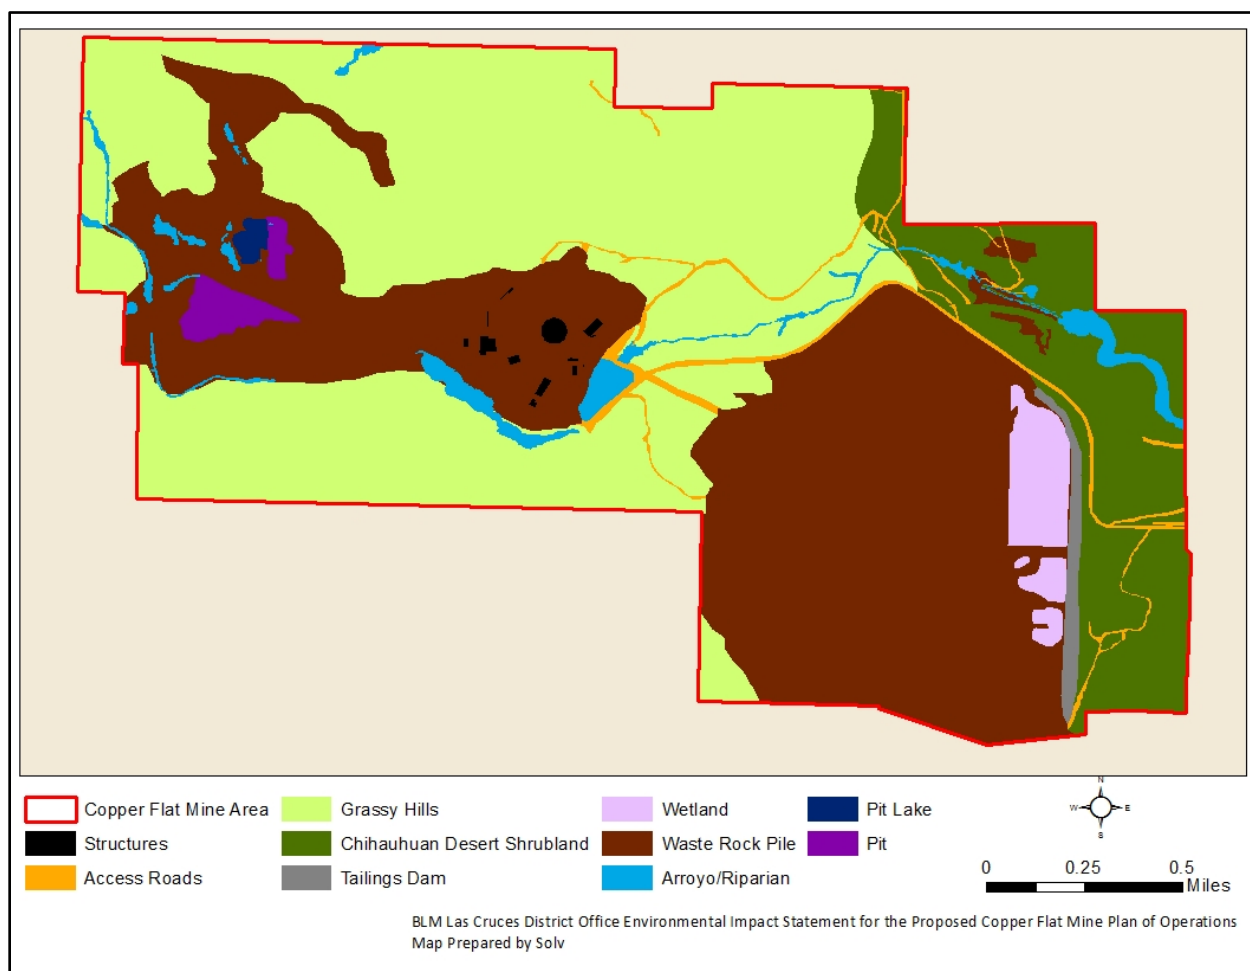 Copper Flat Mine Area
Grassy Hills
Wetland
Pit Lake
Structures
Chihauhuan Desert Shrubland
Waste Rock Pile
Pit
Access Roads
Tailings Dam
Arroyo/Riparian
N
W E
S
0 0.25 0.5
Miles
BLM Las Cruces District Office Environmental Impact Statement for the Proposed Copper Flat Mine Plan of Operations
Map Prepared by Solv